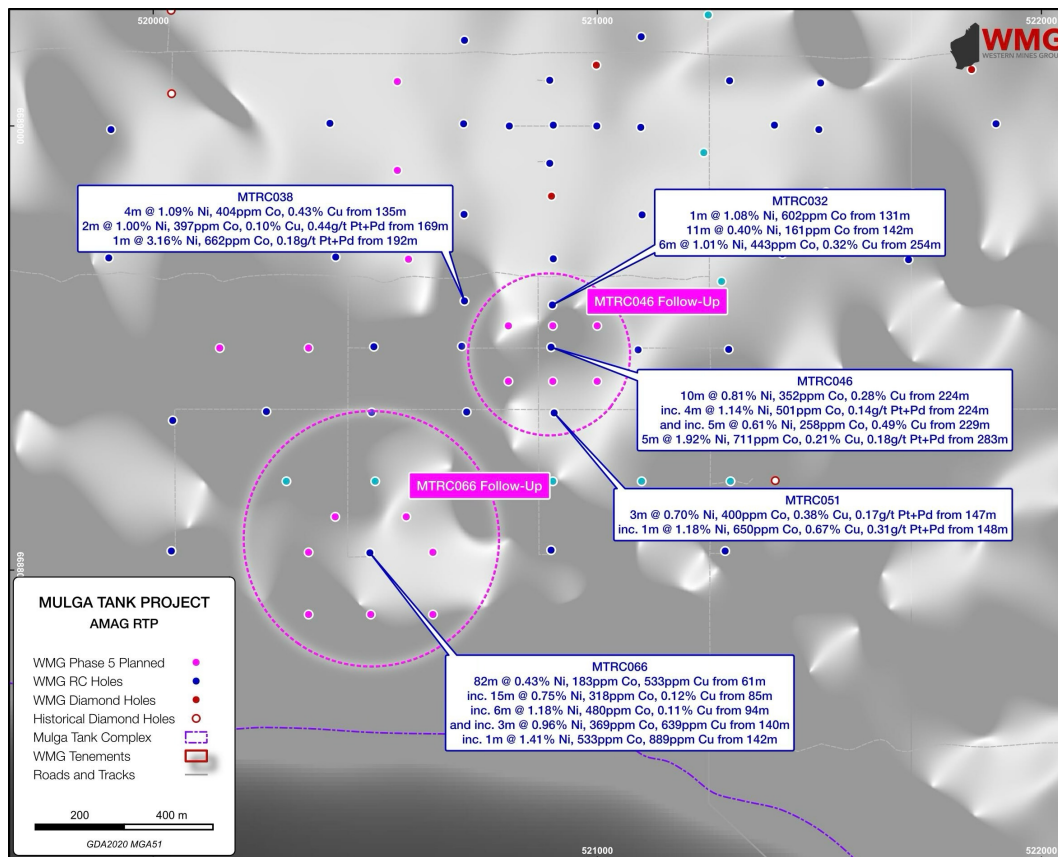 520000
521000
522000
WMG
WESTERN MINES GROUP
MTRC038
4m @ 1.09% Ni, 404ppm Co, 0.43% Cu from 135m
2m @ 1.00% Ni, 397ppm Co, 0.10% Cu, 0.44g/t Pt+Pd from 169m
1m @ 3.16% Ni, 662ppm Co, 0.18g/t Pt+Pd from 192m
MTRC032
1m @ 1.08% Ni, 602ppm Co from 131m
11m @ 0.40% Ni, 161ppm Co from 142m
6m @ 1.01% Ni, 443ppm Co, 0.32% Cu from 254m
MTRC046 Follow-Up
MTRC046
10m @ 0.81% Ni, 352ppm Co, 0.28% Cu from 224m
inc. 4m @ 1.14% Ni, 501ppm Co, 0.14g/t Pt+Pd from 224m
and inc. 5m @ 0.61% Ni, 258ppm Co, 0.49% Cu from 229m
5m @ 1.92% Ni, 711ppm Co, 0.21% Cu, 0.18g/t Pt+Pd from 283m
MTRC066 Follow-Up
MTRC051
3m @ 0.70% Ni, 400ppm Co, 0.38% Cu, 0.17g/t Pt+Pd from 147m
inc. 1m @ 1.18% Ni, 650ppm Co, 0.67% Cu, 0.31g/t Pt+Pd from 148m
MTRC066
82m @ 0.43% Ni, 183ppm Co, 533ppm Cu from 61m
inc. 15m @ 0.75% Ni, 318ppm Co, 0.12% Cu from 85m
inc. 6m @ 1.18% Ni, 480ppm Co, 0.11% Cu from 94m
and inc. 3m @ 0.96% Ni, 369ppm Co, 639ppm Cu from 140m
inc. 1m @ 1.41% Ni, 533ppm Co, 889ppm Cu from 142m
MULGA TANK PROJECT
AMAG RTP
WMG Phase 5 Planned
WMG RC Holes
WMG Diamond Holes
Historical Diamond Holes
Mulga Tank Complex
WMG Tenements
Roads and Tracks
200 400 m
GDA2020 MGA51
521000
522000